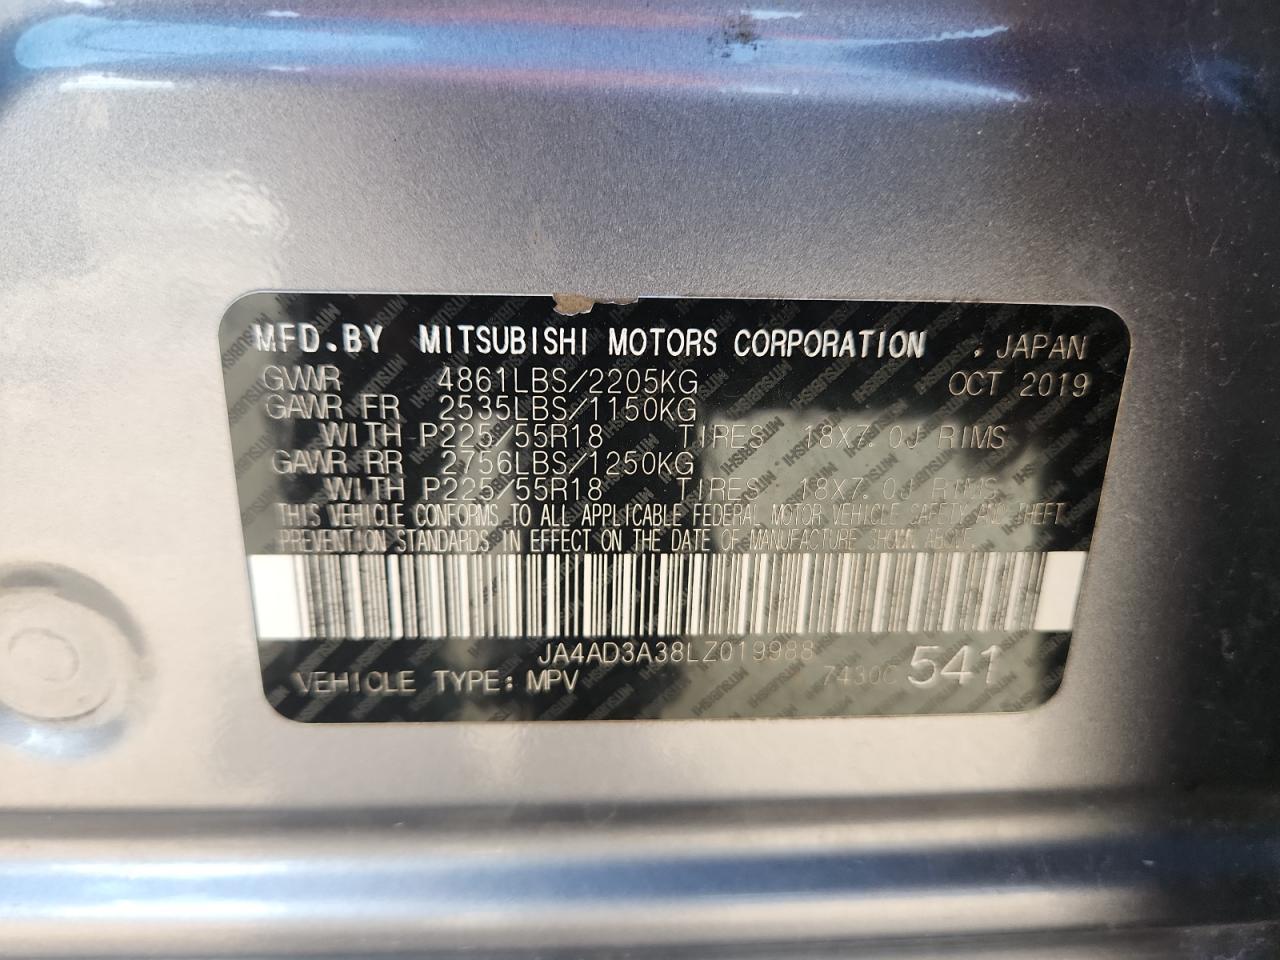 MFD.BY MITSUBISHI MOTORS CORPORATION . JAPAN
GVWR 4861LBS/2205KG OCT 2019
GAWR FR 2535LBS/1150KG
WITH P225/55R18 TIRES 18X7.0J RIMS
GAWR RR 2756LBS/1250KG
WITH P225/55R18 TIRES 18X7.0J RIMS
THIS VEHICLE CONFORMS TO ALL APPLICABLE FEDERAL MOTOR VEHICLE SAFETY AND THEFT
PREVENTION STANDARDS IN EFFECT ON THE DATE OF MANUFACTURE SHOWN ABOVE.
JA4AD3A38LZ019988
VEHICLE TYPE: MPV 7430C 541